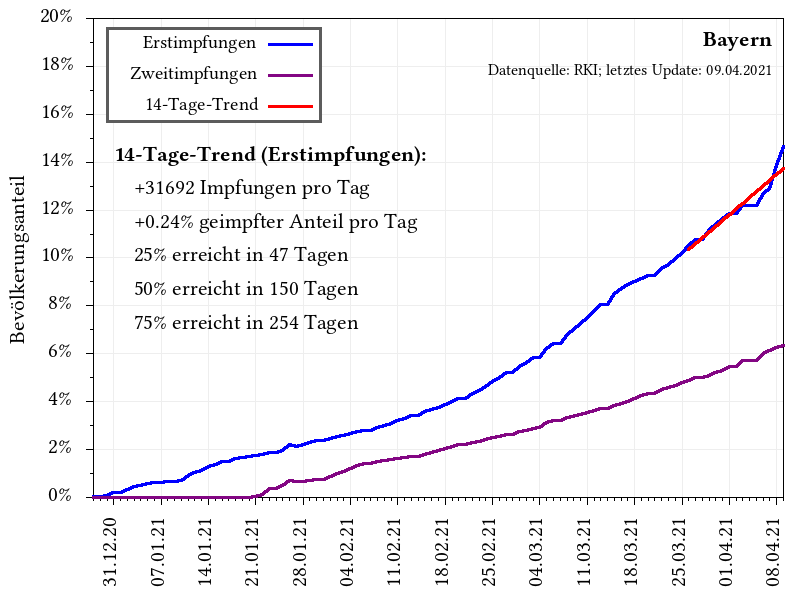 20%
18%
16%
14%
12%
10%
8%
6%
4%
2%
0%
Bevölkerungsanteil
Erstimpfungen
Zweitimpfungen
14-Tage-Trend
Bayern
Datenquelle: RKI; letztes Update: 09.04.2021
14-Tage-Trend (Erstimpfungen):
+31692 Impfungen pro Tag
+0.24% geimpfter Anteil pro Tag
25% erreicht in 47 Tagen
50% erreicht in 150 Tagen
75% erreicht in 254 Tagen
31.12.20
07.01.21
14.01.21
21.01.21
28.01.21
04.02.21
11.02.21
18.02.21
25.02.21
04.03.21
11.03.21
18.03.21
25.03.21
01.04.21
08.04.21